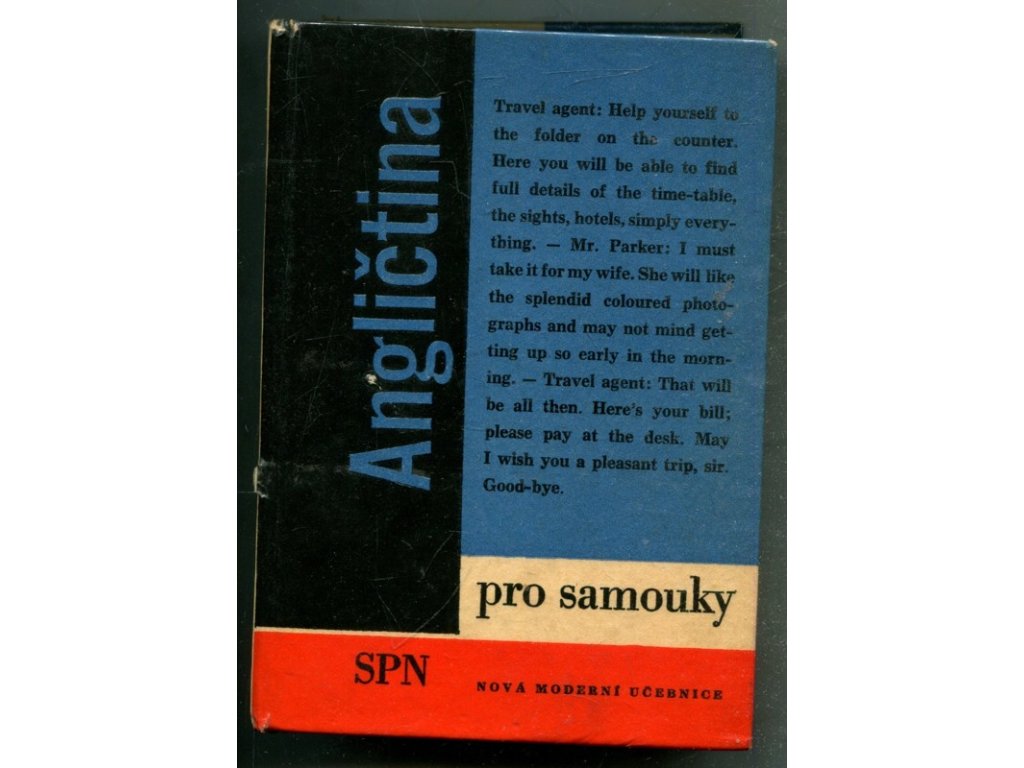 Angličtina
Travel agent: Help yourself to
the folder on the counter.
Here you will be able to find
full details of the time-table,
the sights, hotels, simply every-
thing. — Mr. Parker: I must
take it for my wife. She will like
the splendid coloured photo-
graphs and may not mind get-
ting up so early in the morn-
ing. — Travel agent: That will
be all then. Here's your bill;
please pay at the desk. May
I wish you a pleasant trip, sir.
Good-bye.
pro samouky
SPN
NOVÁ MODERNÍ UČEBNICE